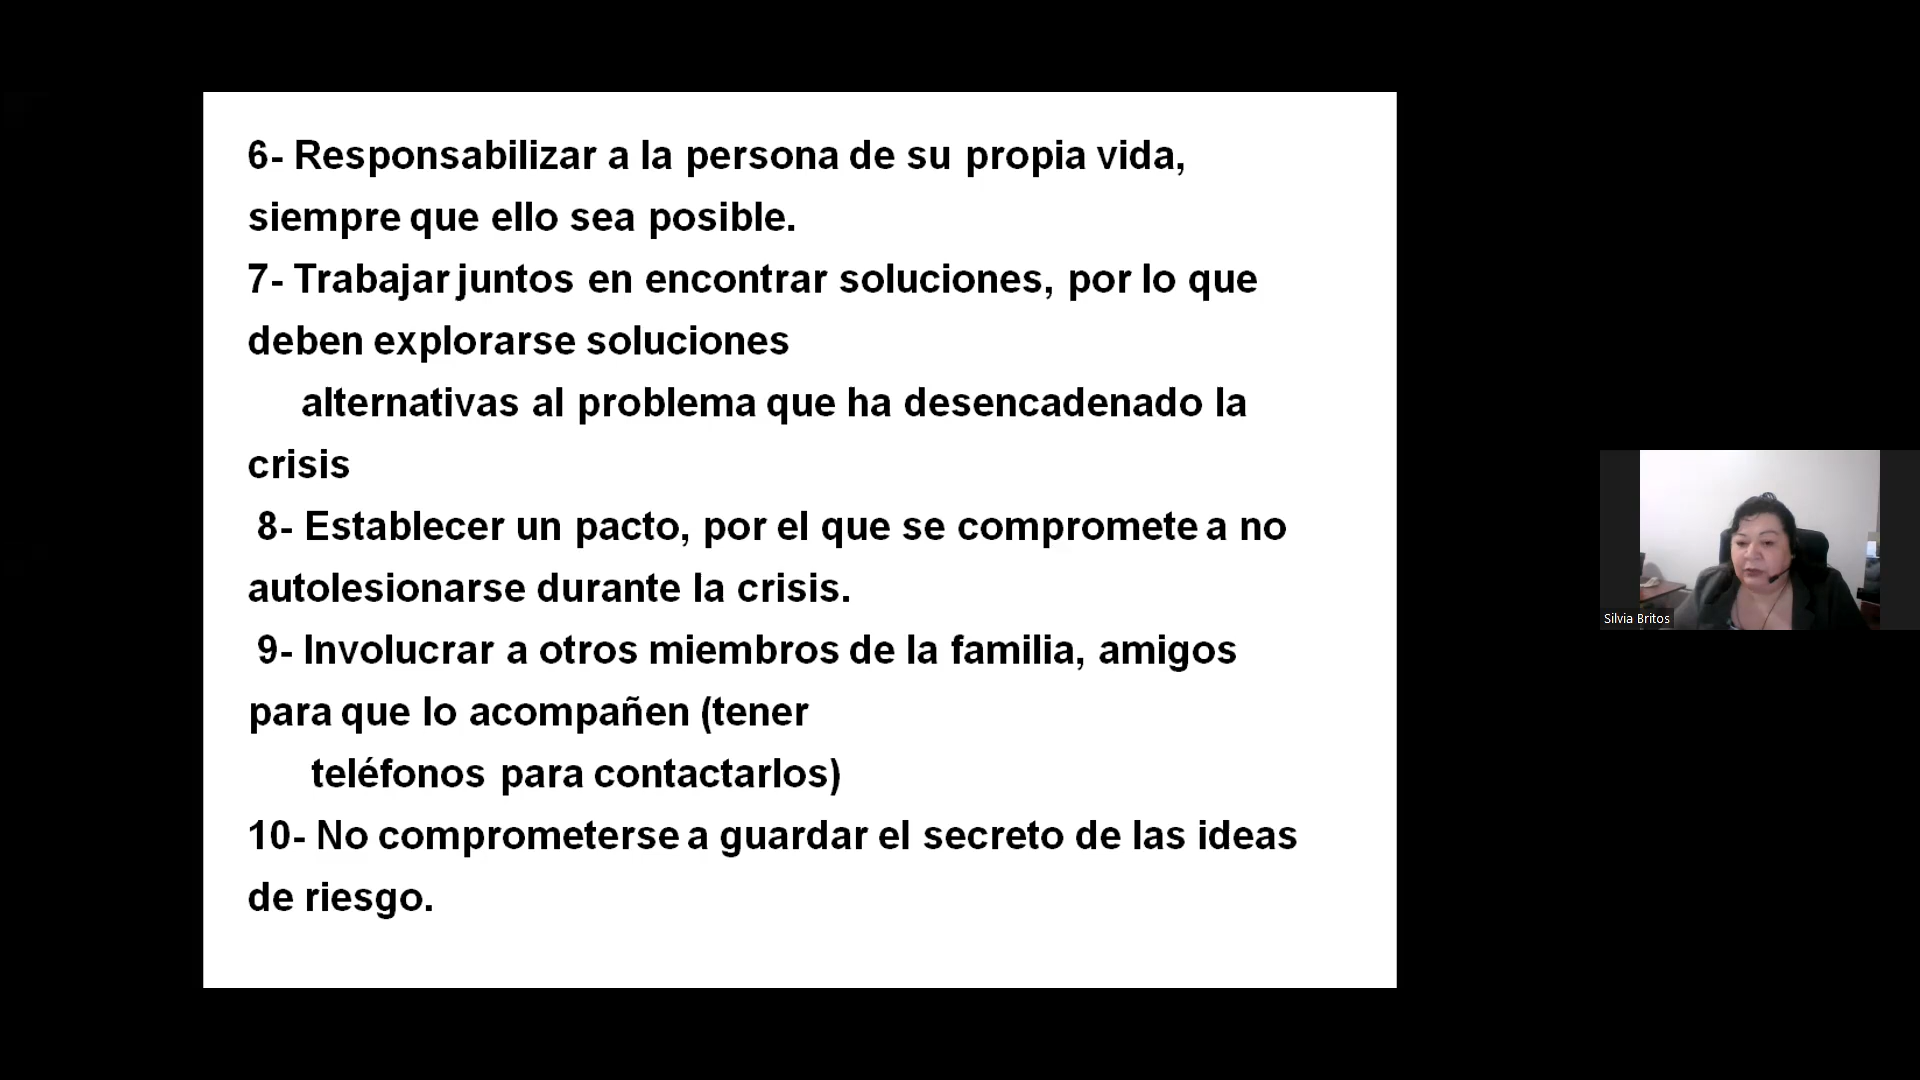 6- Responsabilizar a la persona de su propia vida,
siempre que ello sea posible.
7- Trabajar juntos en encontrar soluciones, por lo que
deben explorarse soluciones
alternativas al problema que ha desencadenado la
crisis
8- Establecer un pacto, por el que se compromete a no
autolesionarse durante la crisis.
9- Involucrar a otros miembros de la familia, amigos
para que lo acompañen (tener
teléfonos para contactarlos)
10- No comprometerse a guardar el secreto de las ideas
de riesgo.
Silvia Britos